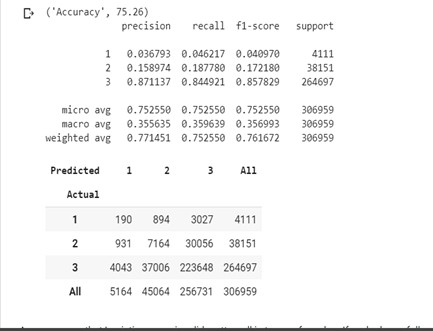 ('Accuracy', 75.26)
precision recall f1-score support
1 0.036793 0.046217 0.040970 4111
2 0.158974 0.187780 0.172180 38151
3 0.871137 0.844921 0.857829 264697
micro avg 0.752550 0.752550 0.752550 306959
macro avg 0.355635 0.359639 0.356993 306959
weighted avg 0.771451 0.752550 0.761672 306959
Predicted 1 2 3 All
Actual
1 190 894 3027 4111
2 931 7164 30056 38151
3 4043 37006 223648 264697
All 5164 45064 256731 306959